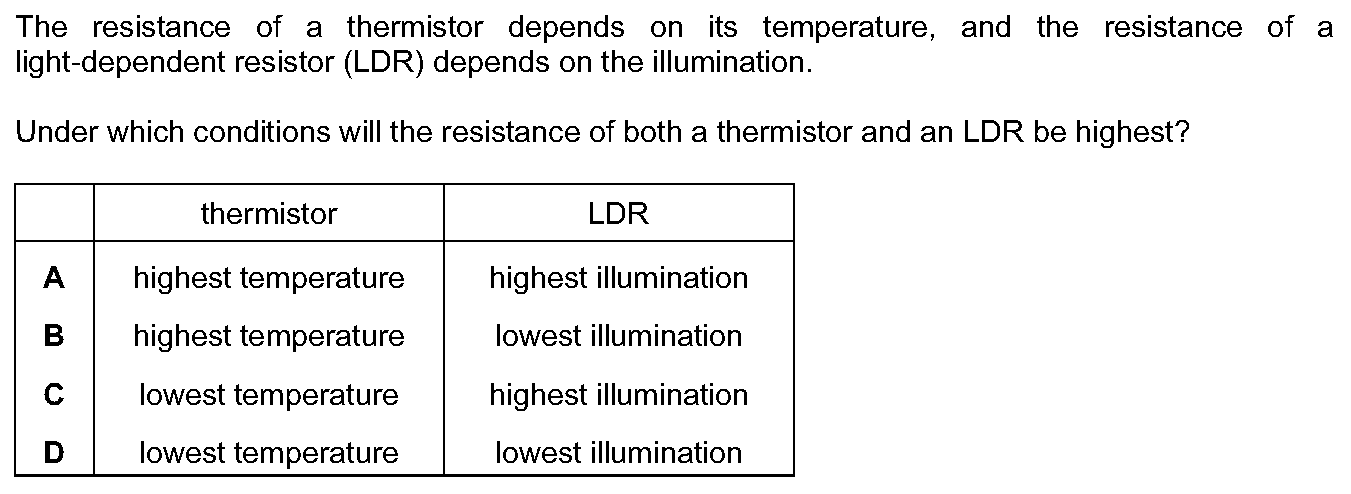 The resistance of a thermistor depends on its temperature, and the resistance of a
light-dependent resistor (LDR) depends on the illumination.
Under which conditions will the resistance of both a thermistor and an LDR be highest?
thermistor LDR
A highest temperature highest illumination
B highest temperature lowest illumination
C lowest temperature highest illumination
D lowest temperature lowest illumination